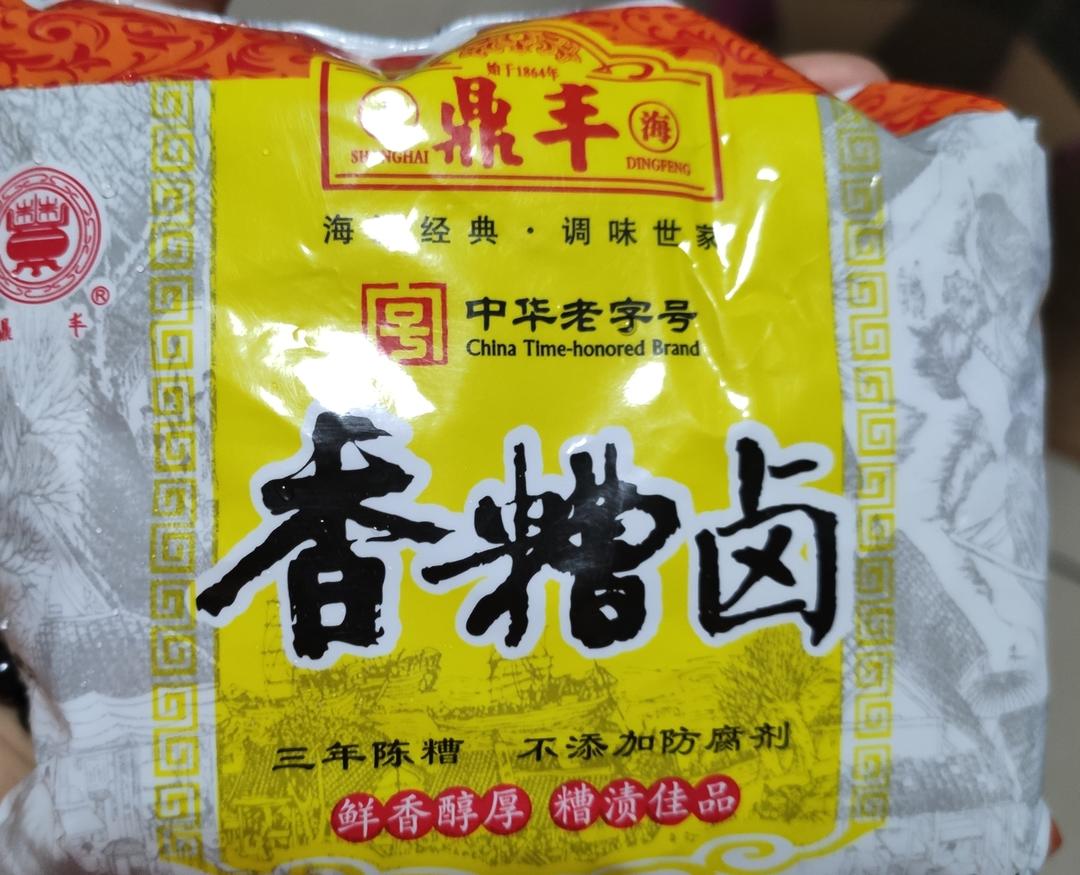 始于1864年
鼎丰
海
SHANGHAI
DINGFENG
海 经典·调味世家
®
鼎 丰
号
中华老字号
China Time-honored Brand
香糟卤
三年陈糟 不添加防腐剂
鲜香醇厚 糟渍佳品